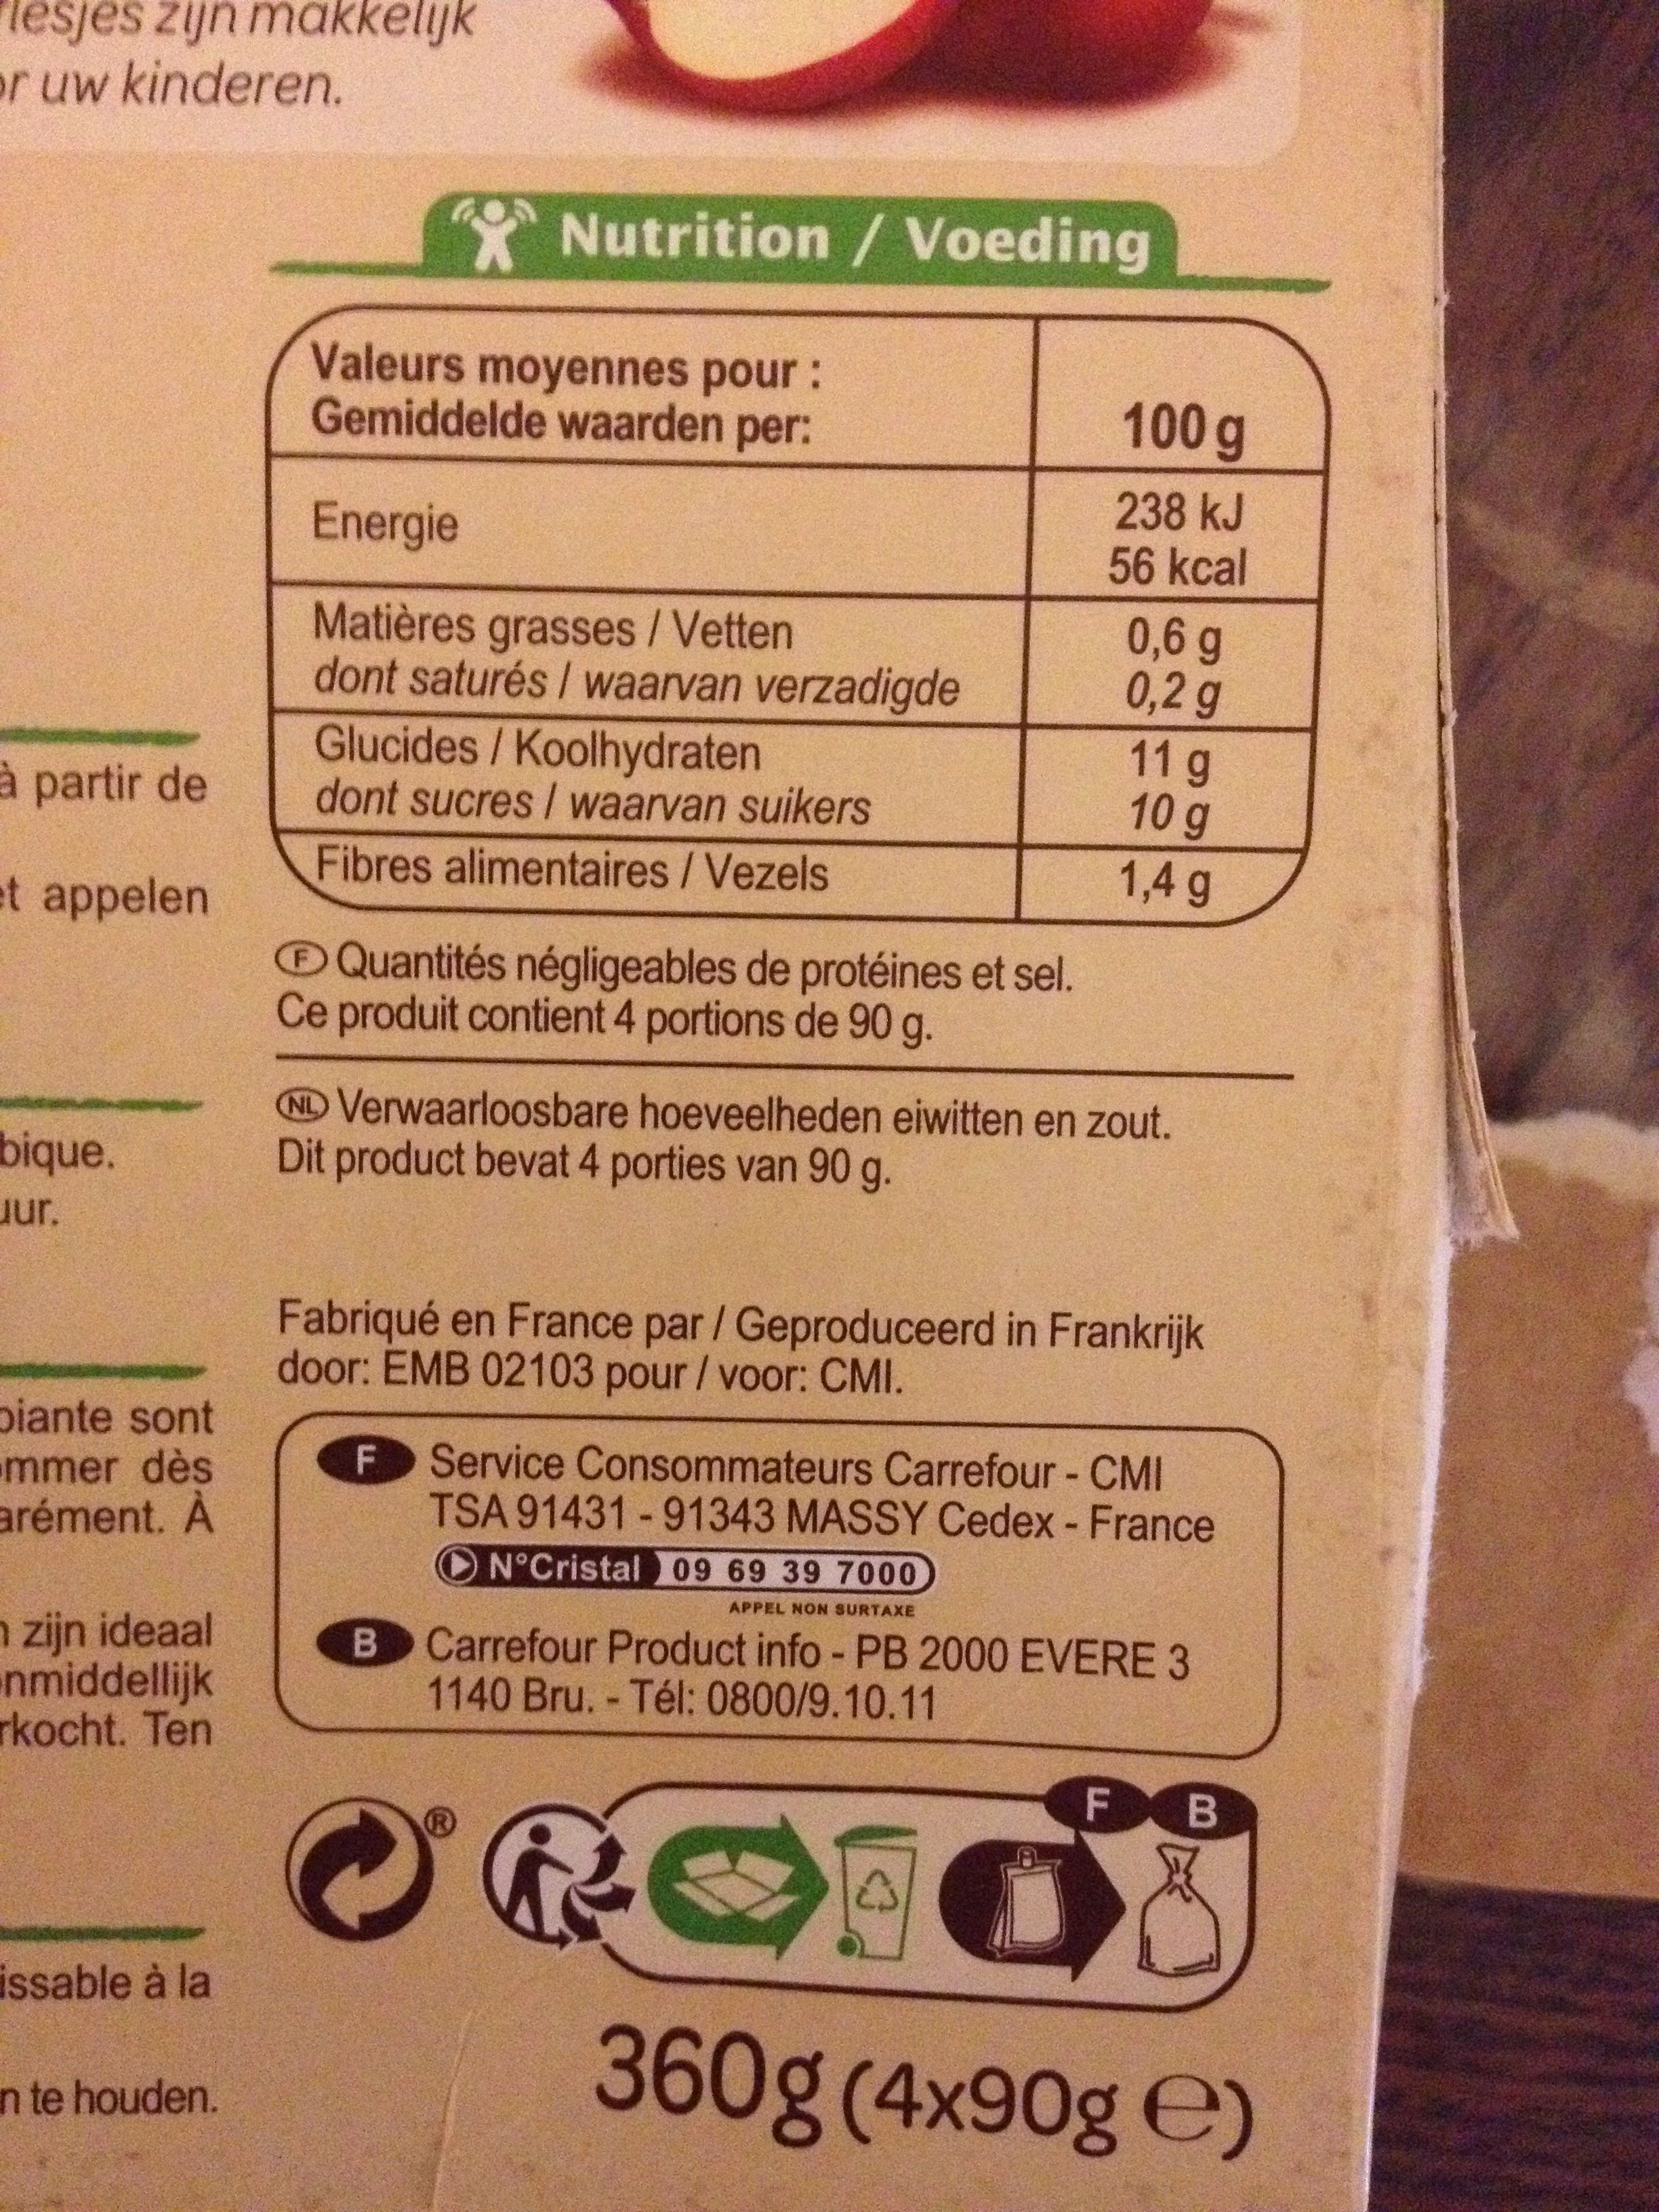 zijn makkelijk
uw kinderen.
Nutrition / Voeding
Valeurs moyennes pour :
Gemiddelde waarden per:
100 g
Energie
238 kJ
56 kcal
Matières grasses / Vetten
0,6 g
dont saturés / waarvan verzadigde
0,2 g
Glucides / Koolhydraten
11 g
dont sucres / waarvan suikers
10 g
Fibres alimentaires / Vezels
1,4 g
F Quantités négligeables de protéines et sel.
Ce produit contient 4 portions de 90 g.
NL Verwaarloosbare hoeveelheden eiwitten en zout.
Dit product bevat 4 porties van 90 g.
Fabriqué en France par / Geproduceerd in Frankrijk
door: EMB 02103 pour / voor: CMI.
F Service Consommateurs Carrefour - CMI
TSA 91431 - 91343 MASSY Cedex - France
N°Cristal 09 69 39 7000
APPEL NON SURTAXE
B Carrefour Product info - PB 2000 EVERE 3
1140 Bru. - Tél: 0800/9.10.11
®
F B
360g (4x90g e)
à partir de
appelen
bique.
uur.
biante sont
ommer dès
arément. À
zijn ideaal
onmiddellijk
rkocht. Ten
issable à la
te houden.